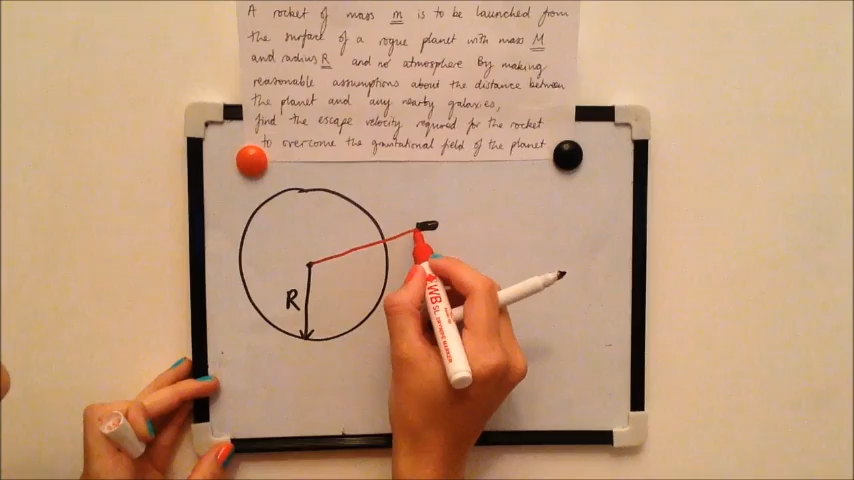 A rocket of mass m is to be launched from
the surface of a rogue planet with mass M
and radius R and no atmosphere By making
reasonable assumptions about the distance between
the planet and any nearby galaxies,
find the escape velocity required for the rocket
to overcome the gravitational field of the planet
R
WB